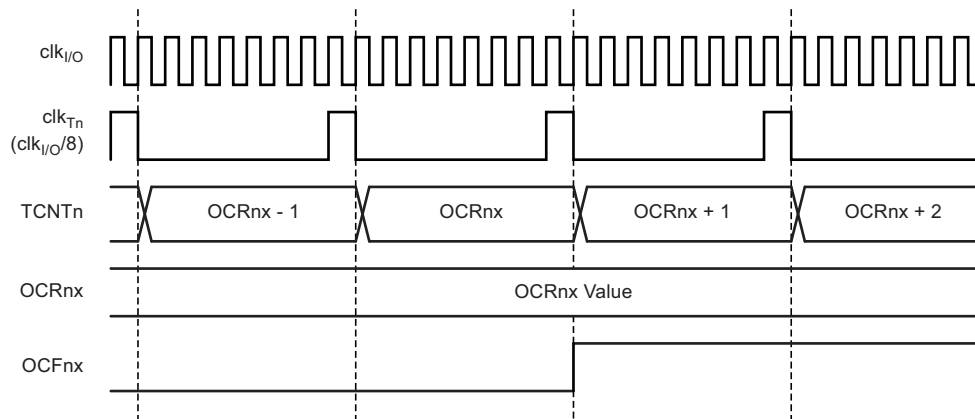 clkI/O
clkTn
(clkI/O/8)
TCNTn
OCRnx - 1
OCRnx
OCRnx + 1
OCRnx + 2
OCRnx
OCRnx Value
OCFnx